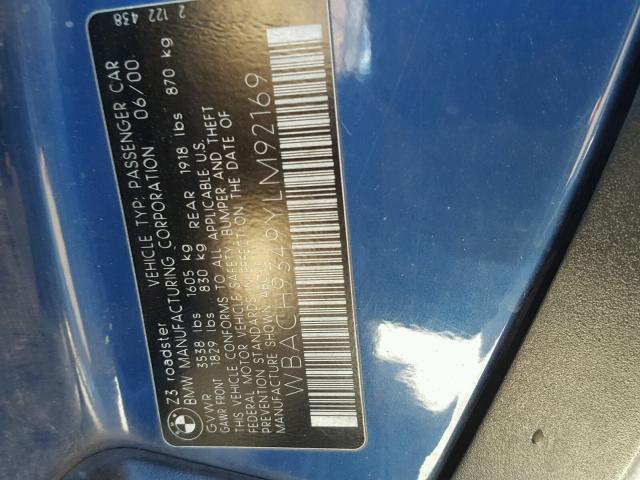 BMW
Z3 roadster VEHICLE TYP: PASSENGER CAR 2 122 438
BMW MANUFACTURING CORPORATION 06/00
GVWR 3538 lbs 1605 kg REAR 1918 lbs 870 kg
GAWR FRONT 1829 lbs 830 kg
THIS VEHICLE CONFORMS TO ALL APPLICABLE U.S.
FEDERAL MOTOR VEHICLE SAFETY, BUMPER AND THEFT
PREVENTION STANDARDS IN EFFECT ON THE DATE OF
MANUFACTURE SHOWN ABOVE.
WBACH9349YLM92169